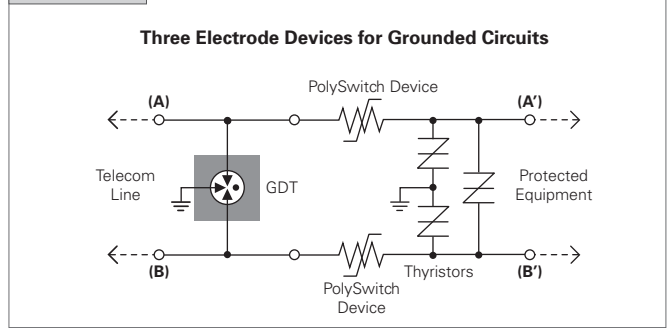 Three Electrode Devices for Grounded Circuits
PolySwitch Device
(A)
(A’)
Telecom
Line
GDT
Protected
Equipment
(B)
Thyristors
(B’)
PolySwitch
Device